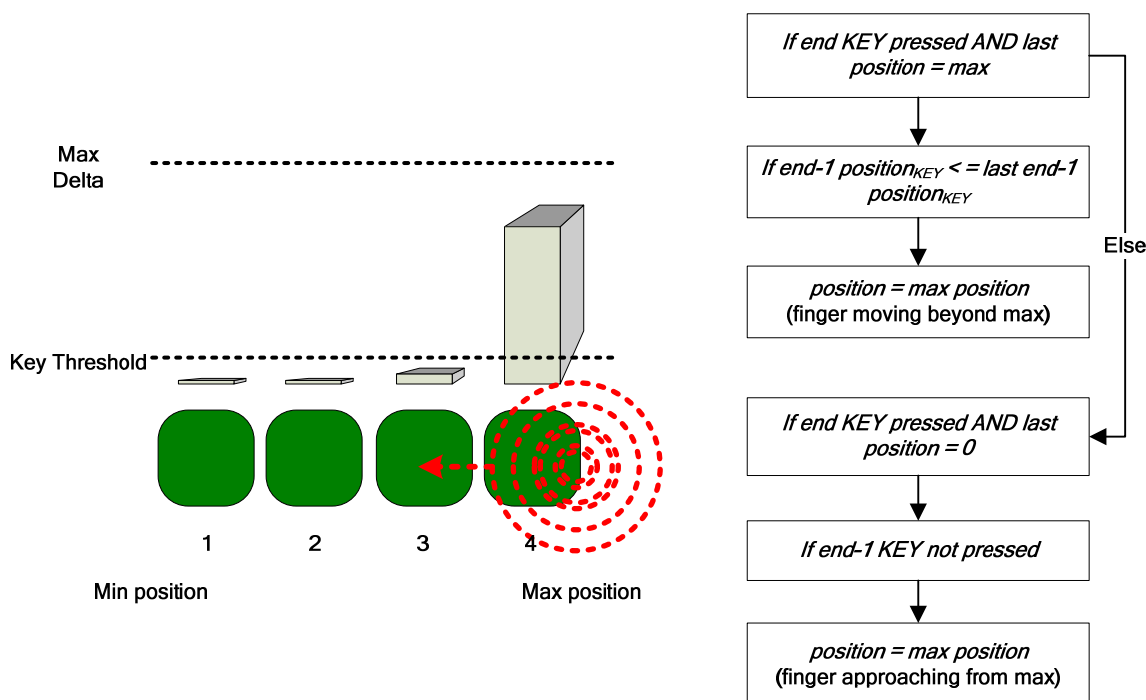 Max
Delta
Key Threshold
1
2
3
4
Min position
Max position
If end KEY pressed AND last
position = max
If end-1 positionKEY < = last end-1
positionKEY
position = max position
(finger moving beyond max)
Else
If end KEY pressed AND last
position = 0
If end-1 KEY not pressed
position = max position
(finger approaching from max)